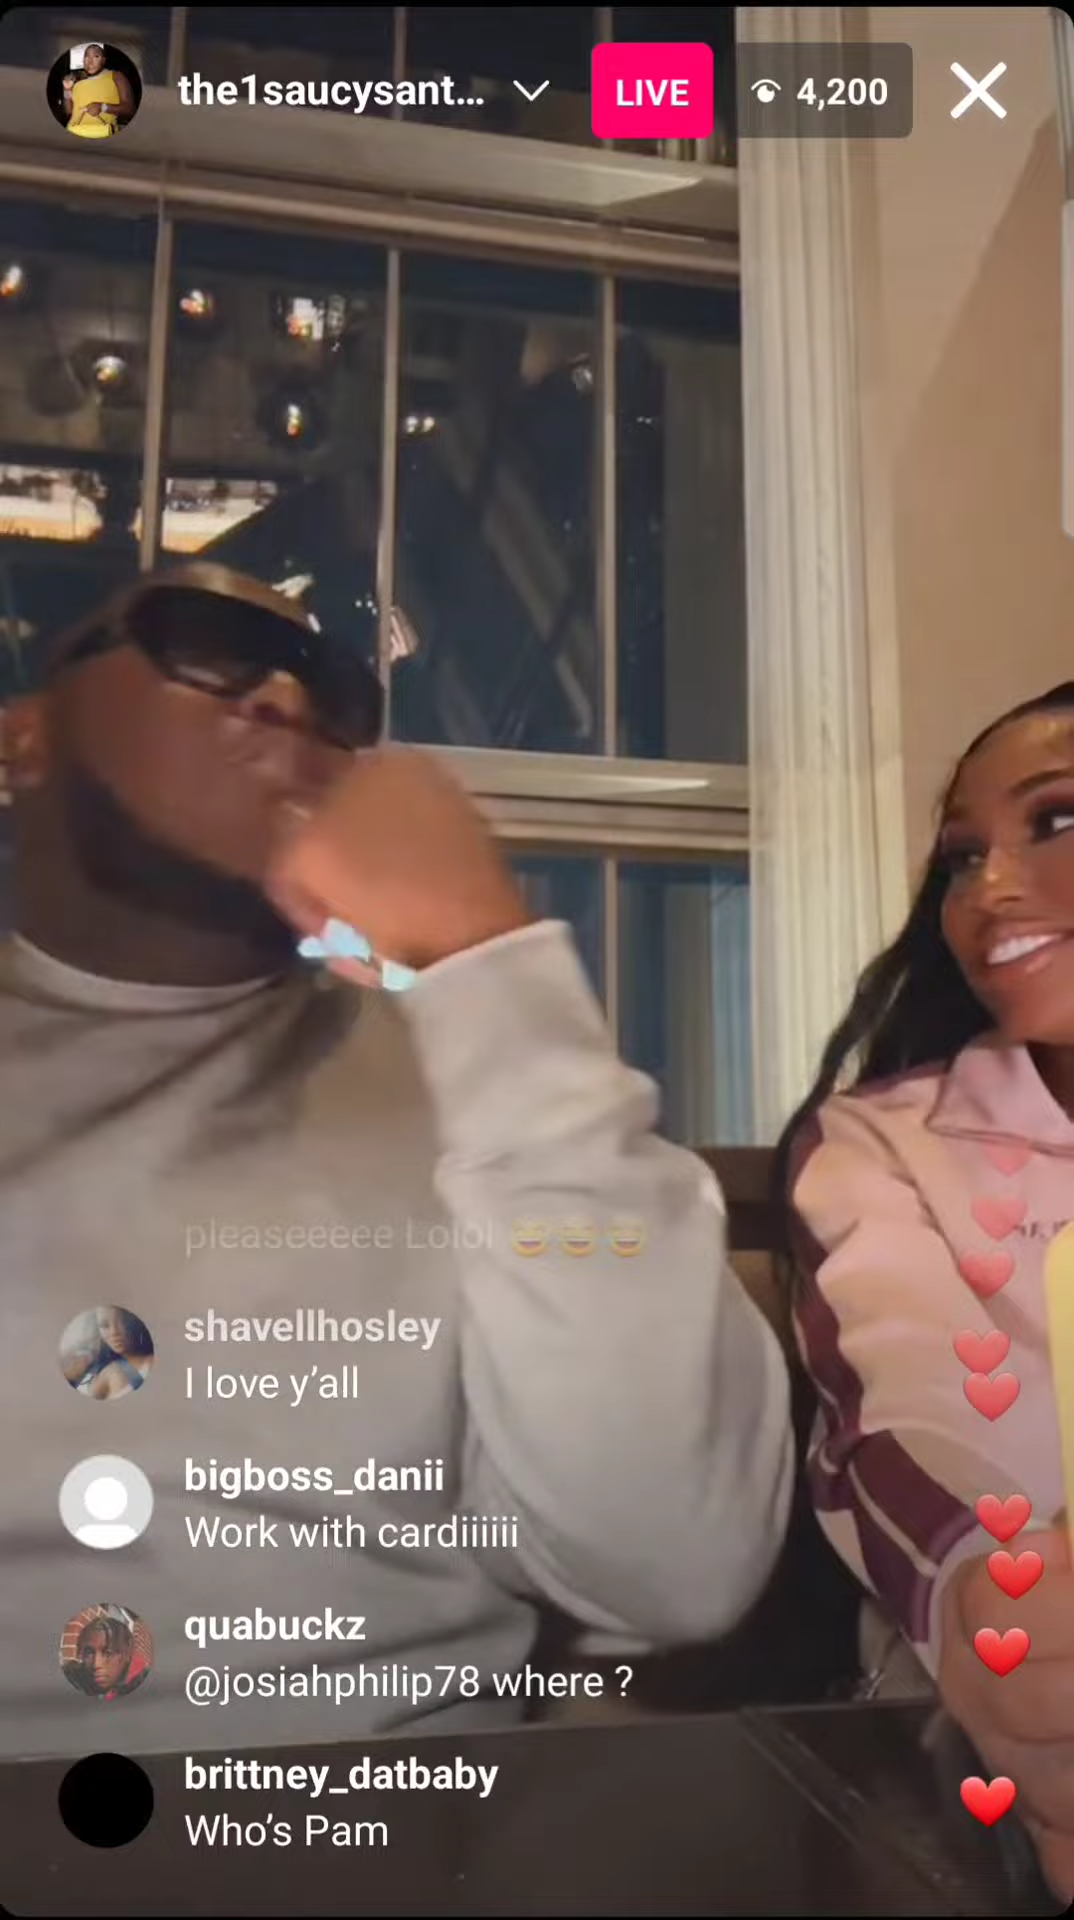 the1saucysant...
LIVE
4,200
pleaseeeee Lolol 😂😂😂
shavellhosley
I love y’all
bigboss_danii
Work with cardiiiiii
quabuckz
@josiahphilip78 where ?
brittney_datbaby
Who’s Pam